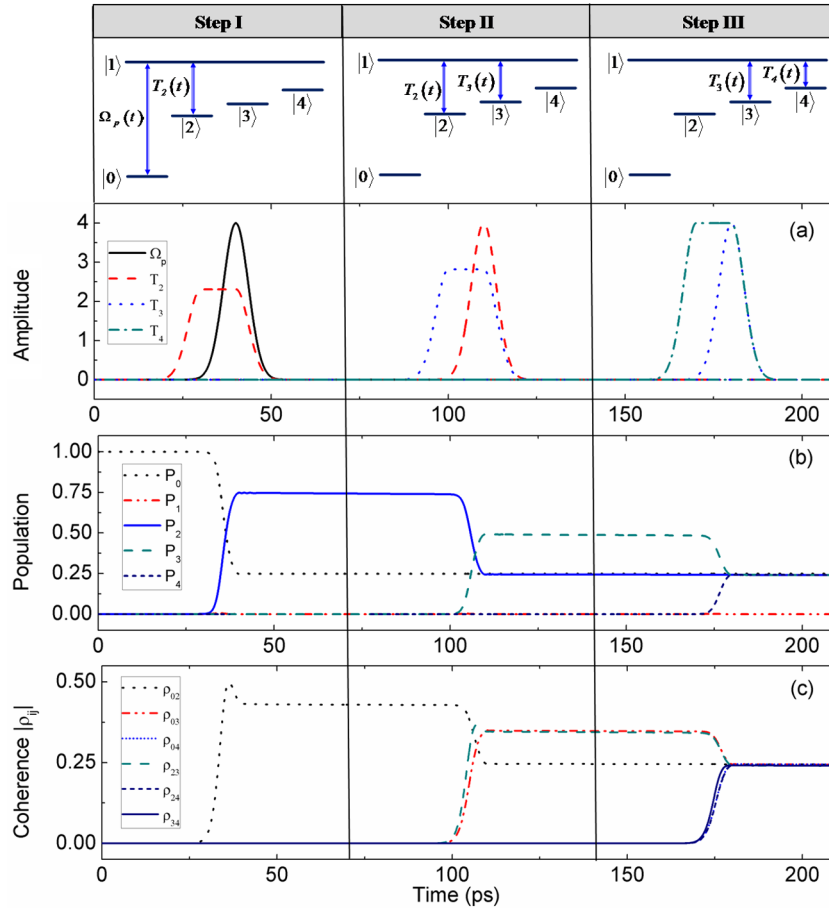 Step I Step II Step III
|1⟩ |1⟩ |1⟩
T₂(t) T₃(t) T₄(t)
|4⟩ T₂(t) |4⟩ T₃(t) |4⟩
Ωₚ(t) |2⟩ |3⟩ |2⟩ |3⟩ |2⟩ |3⟩
|0⟩ |0⟩ |0⟩
(a)
Amplitude
4
3
2
1
0
Ωₚ
T₂
T₃
T₄
0 50 100 150 200
(b)
Population
1.00
0.75
0.50
0.25
0.00
P₀
P₁
P₂
P₃
P₄
0 50 100 150 200
(c)
Coherence |ρᵢⱼ|
0.50
0.25
0.00
ρ₀₂
ρ₀₃
ρ₀₄
ρ₂₃
ρ₂₄
ρ₃₄
0 50 100 150 200
Time (ps)